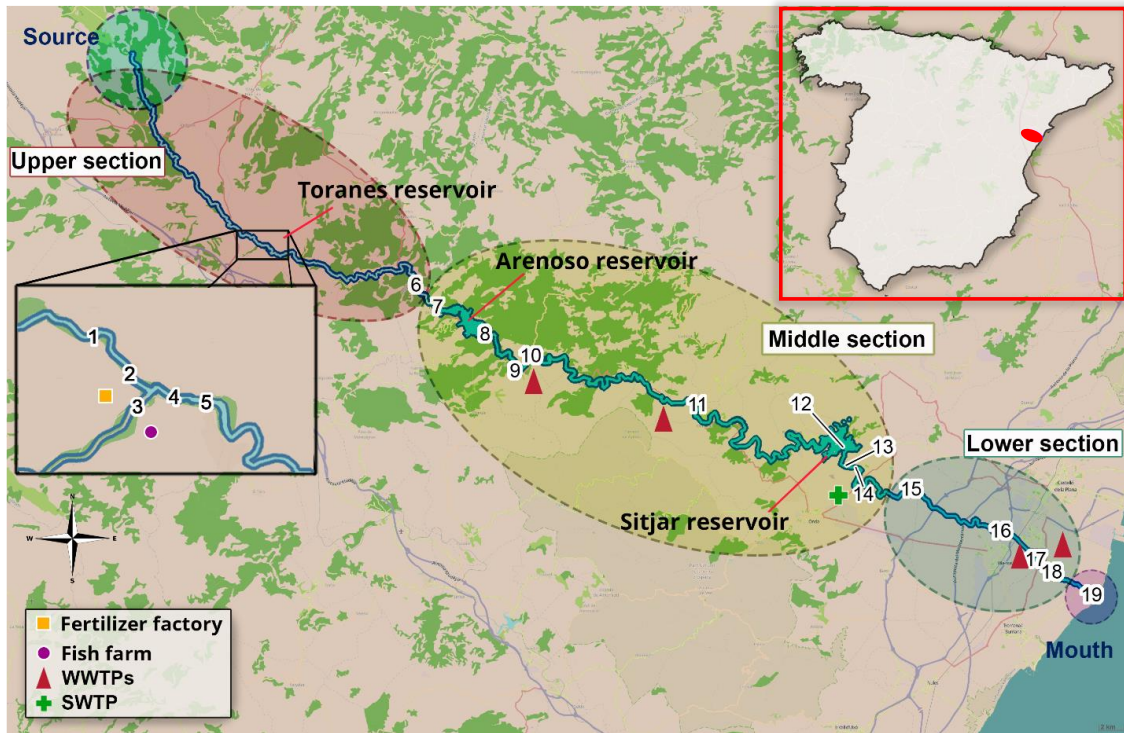 Source
Upper section
Toranes reservoir
Arenoso reservoir
Middle section
Sitjar reservoir
Lower section
Mouth
1
2
3
4
5
6
7
8
9
10
11
12
13
14
15
16
17
18
19
N
W
E
S
Onda
Fertilizer factory
Fish farm
WWTPs
SWTP